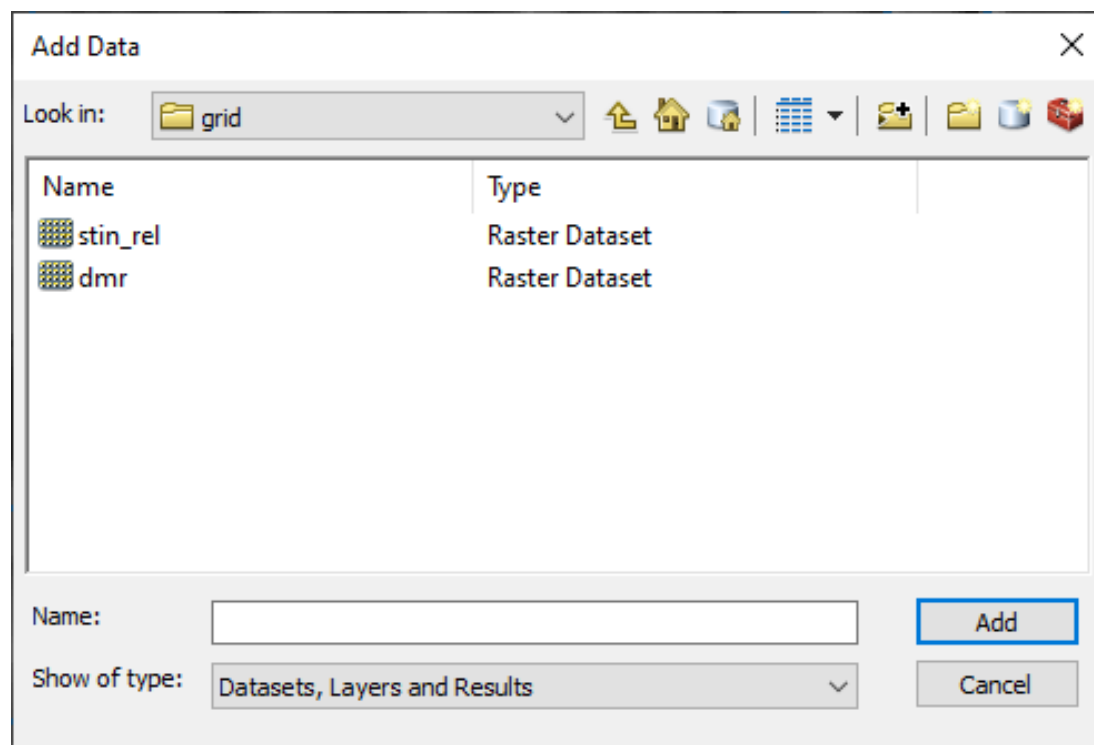 Add Data
Look in: grid
Name Type
stin_rel Raster Dataset
dmr Raster Dataset
Name: Add
Show of type: Datasets, Layers and Results Cancel